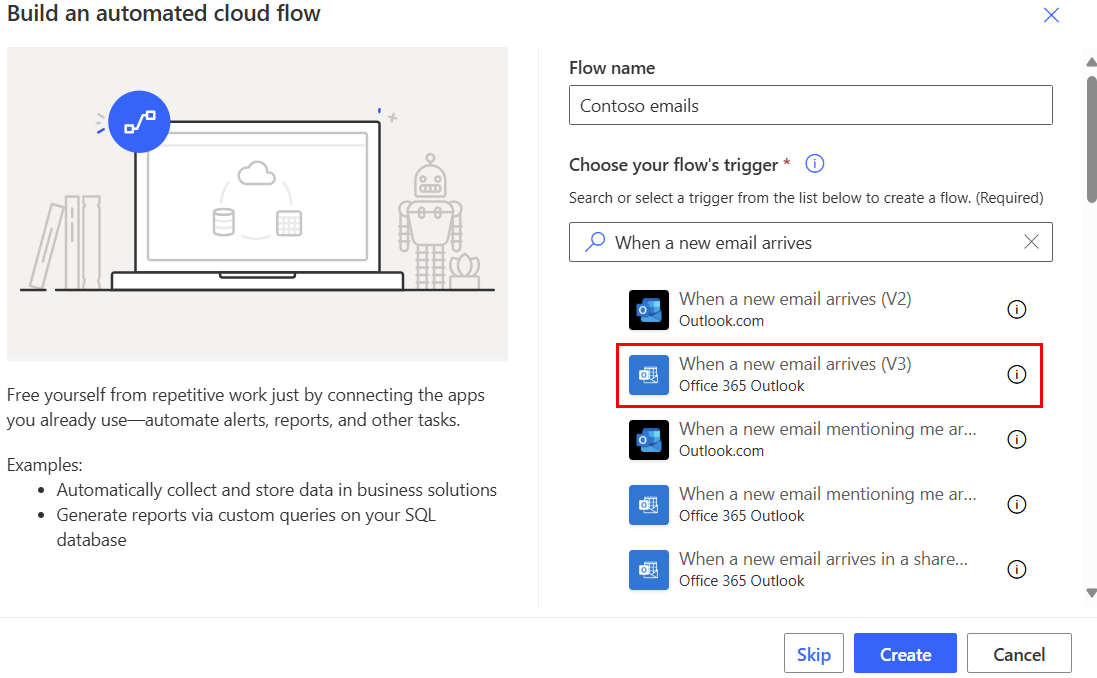 Build an automated cloud flow
Free yourself from repetitive work just by connecting the apps
you already use—automate alerts, reports, and other tasks.
Examples:
• Automatically collect and store data in business solutions
• Generate reports via custom queries on your SQL
database
Flow name
Contoso emails
Choose your flow's trigger *
Search or select a trigger from the list below to create a flow. (Required)
When a new email arrives
When a new email arrives (V2)
Outlook.com
When a new email arrives (V3)
Office 365 Outlook
When a new email mentioning me ar...
Outlook.com
When a new email mentioning me ar...
Office 365 Outlook
When a new email arrives in a share...
Office 365 Outlook
Skip
Create
Cancel